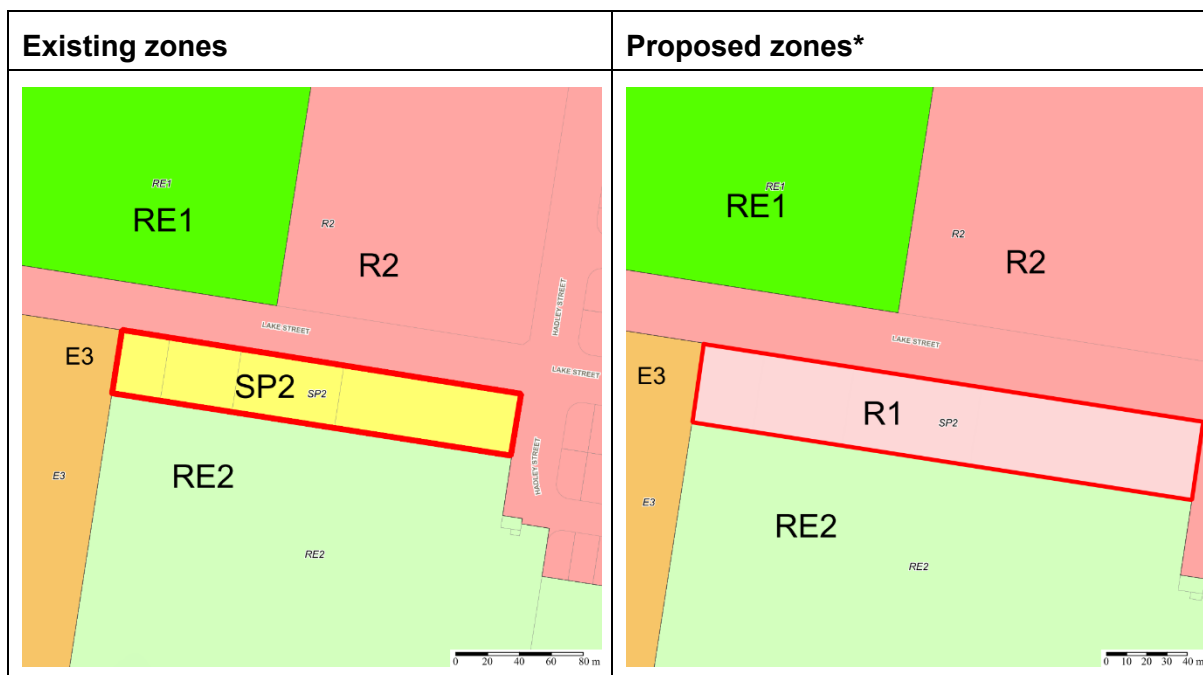 Existing zones
Proposed zones*
RE1
RE1
R2
R2
LAKE STREET
HADLEY STREET
LAKE STREET
E3
SP2
SP2
HADLEY STREET
RE2
E3
RE2
0 20 40 60 80 m
RE1
RE1
R2
R2
LAKE STREET
E3
R1
SP2
E3
RE2
RE2
0 10 20 30 40 m